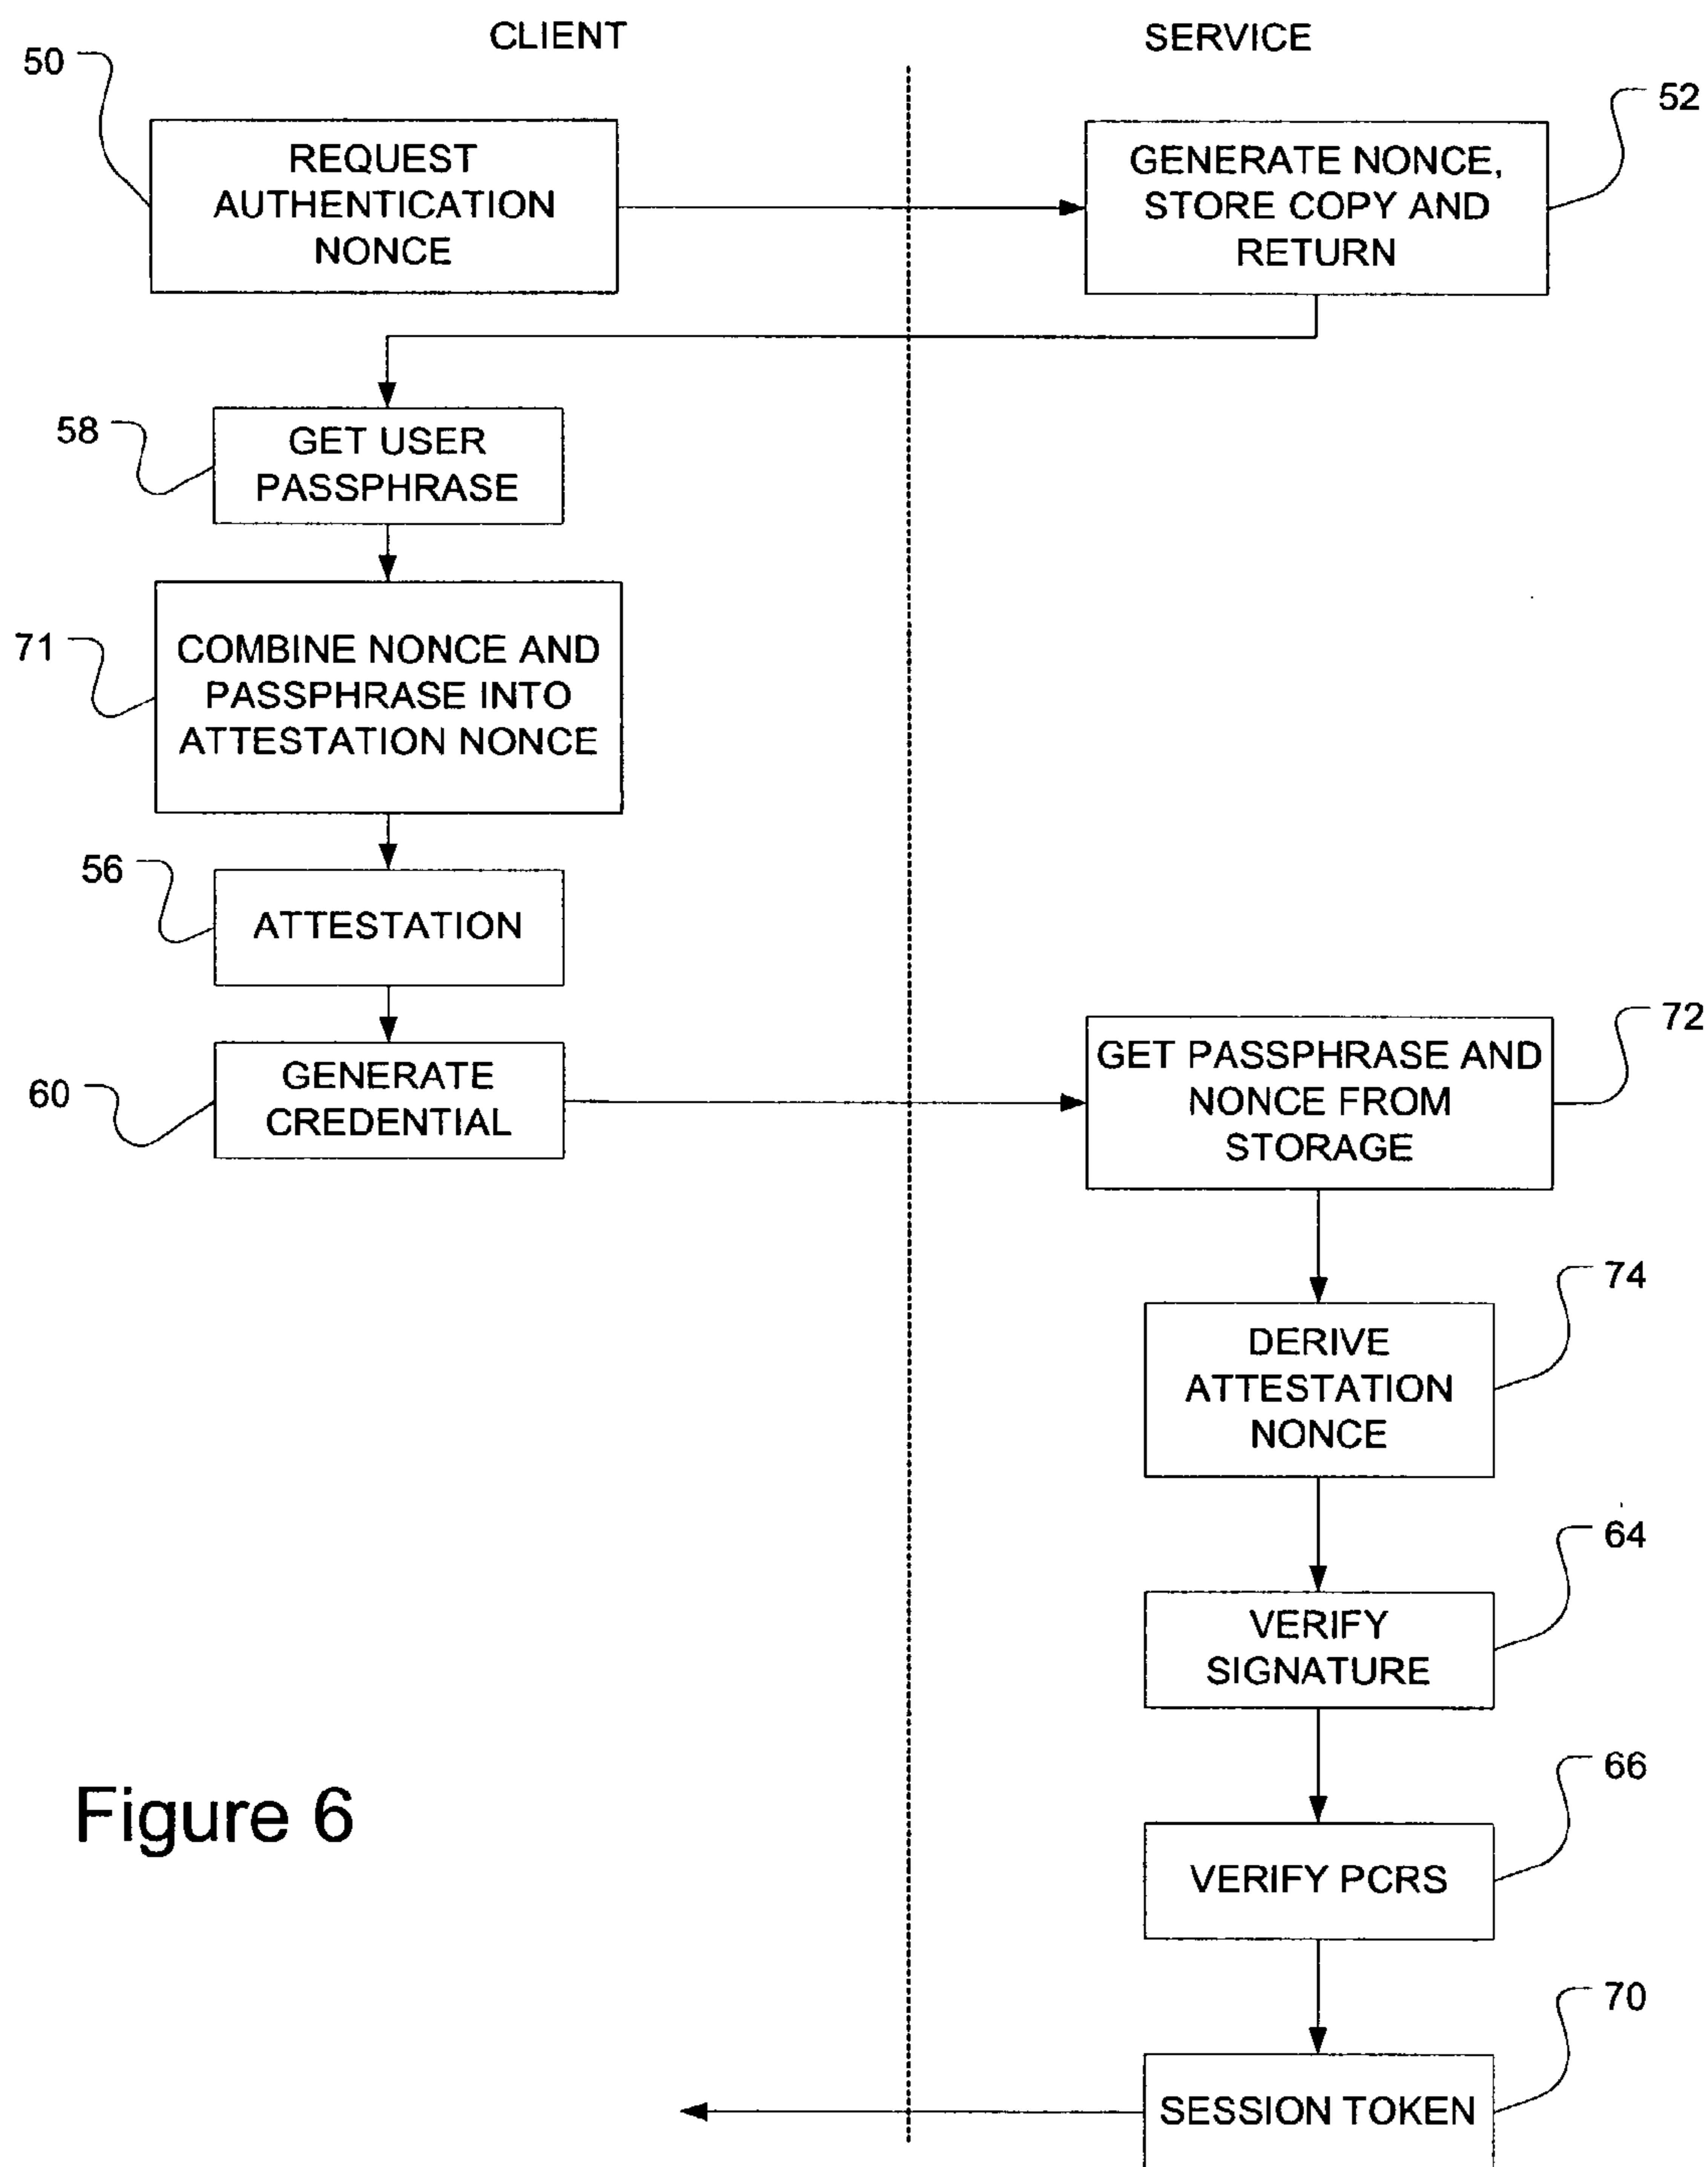 CLIENT
SERVICE
50
REQUEST
AUTHENTICATION
NONCE
52
GENERATE NONCE,
STORE COPY AND
RETURN
58
GET USER
PASSPHRASE
71
COMBINE NONCE AND
PASSPHRASE INTO
ATTESTATION NONCE
56
ATTESTATION
60
GENERATE
CREDENTIAL
72
GET PASSPHRASE AND
NONCE FROM
STORAGE
74
DERIVE
ATTESTATION
NONCE
64
VERIFY
SIGNATURE
66
VERIFY PCRS
70
SESSION TOKEN
Figure 6